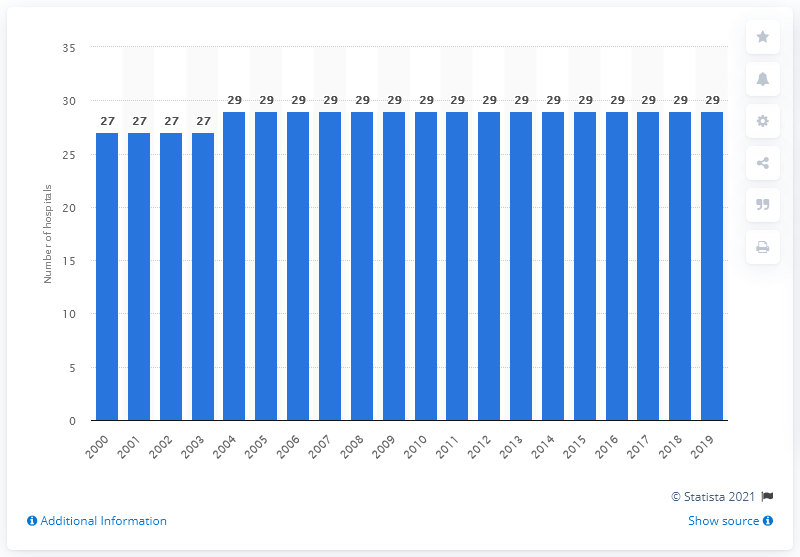 35
30
25
20
15
10
5
0
Number of hospitals
27 27 27 27 29 29 29 29 29 29 29 29 29 29 29 29 29 29 29 29
2000 2001 2002 2003 2004 2005 2006 2007 2008 2009 2010 2011 2012 2013 2014 2015 2016 2017 2018 2019
© Statista 2021
Additional Information
Show source